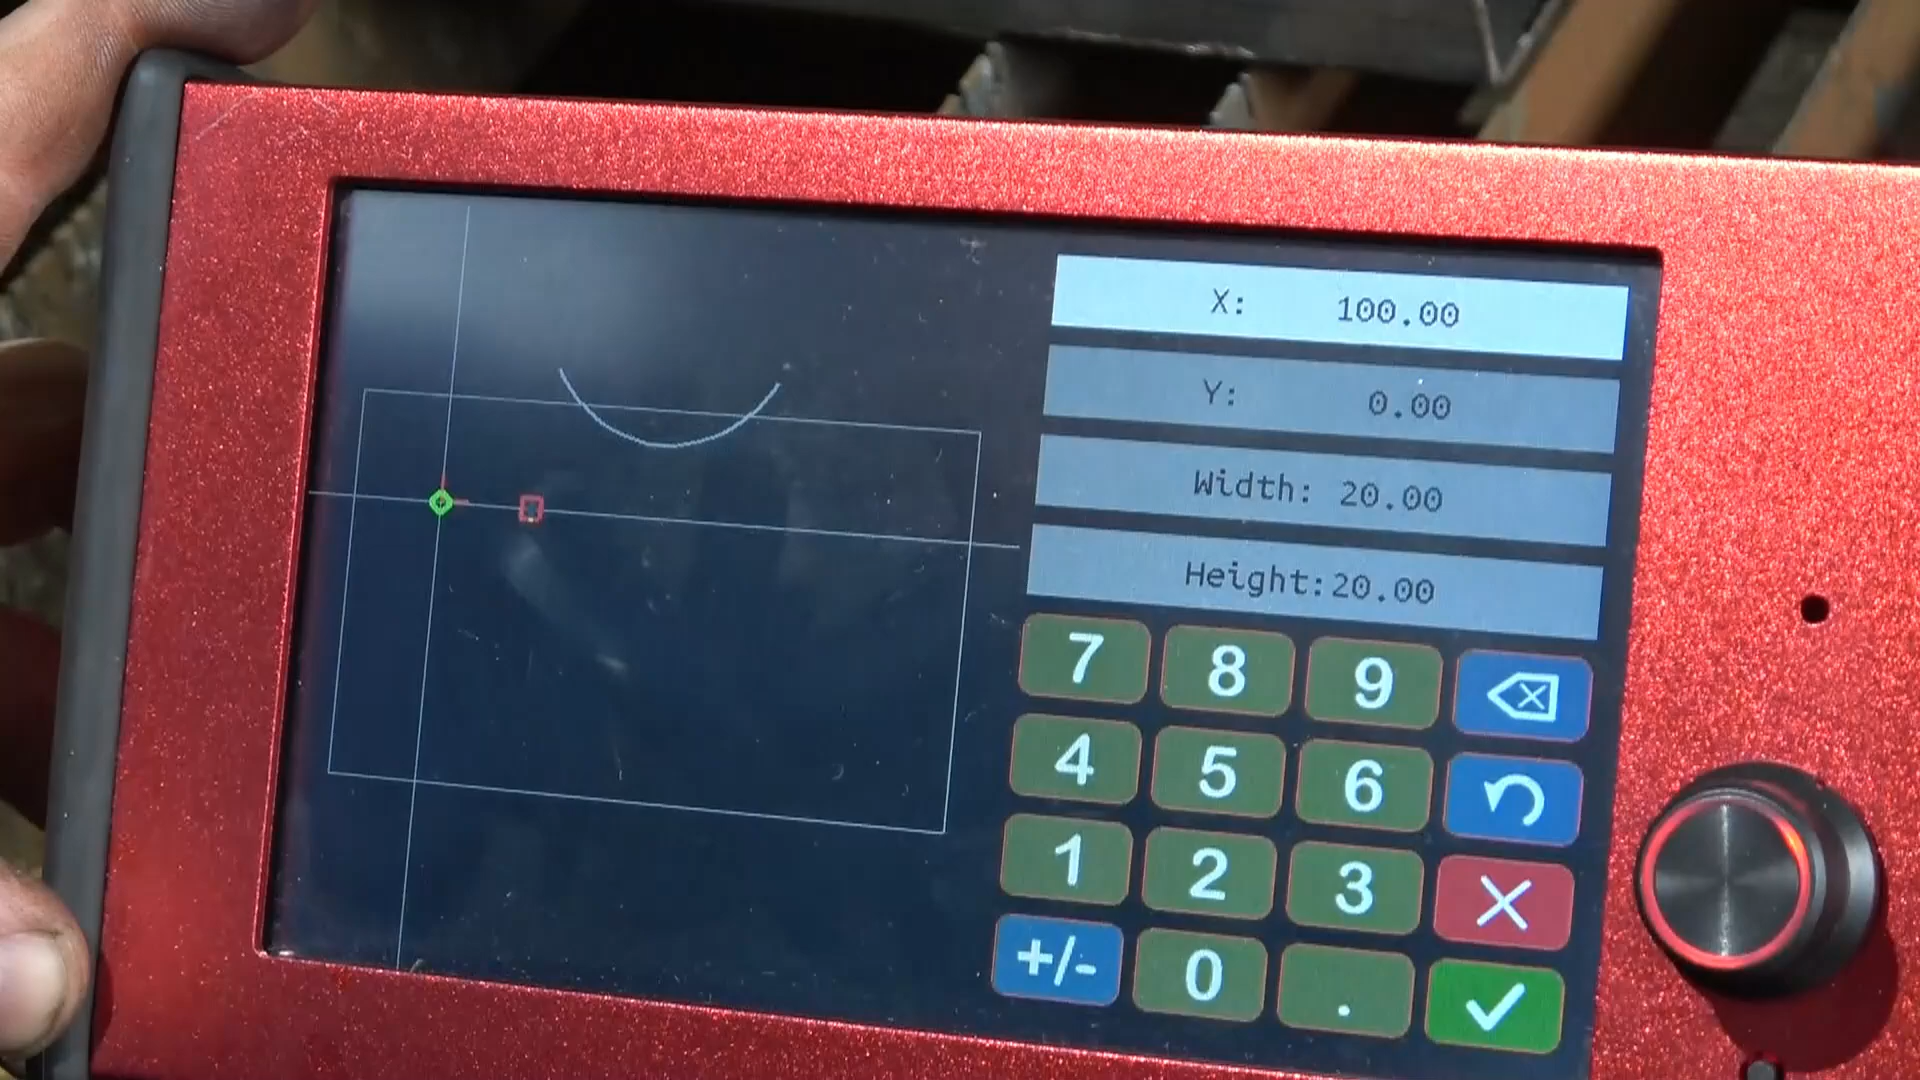 X: 100.00
Y: 0.00
Width: 20.00
Height:20.00
7 8 9
4 5 6
1 2 3
+/- 0 .